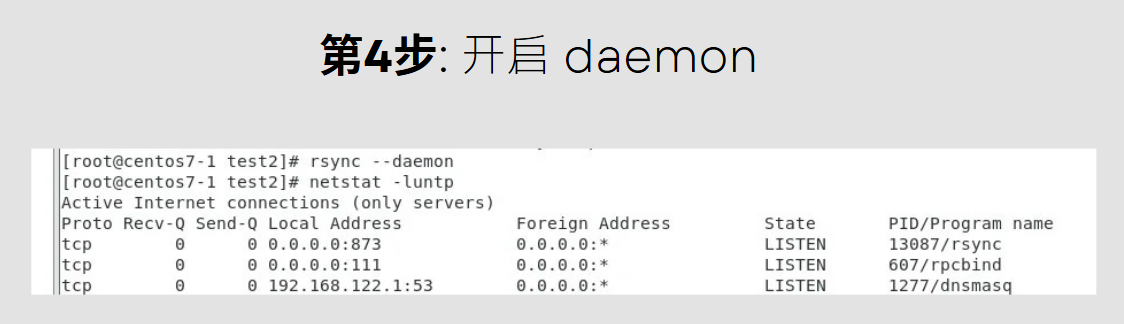 第4步: 开启 daemon
[root@centos7-1 test2]# rsync --daemon
[root@centos7-1 test2]# netstat -luntp
Active Internet connections (only servers)
Proto Recv-Q Send-Q Local Address           Foreign Address         State       PID/Program name
tcp        0      0 0.0.0.0:873             0.0.0.0:*               LISTEN      13087/rsync
tcp        0      0 0.0.0.0:111             0.0.0.0:*               LISTEN      607/rpcbind
tcp        0      0 192.168.122.1:53        0.0.0.0:*               LISTEN      1277/dnsmasq